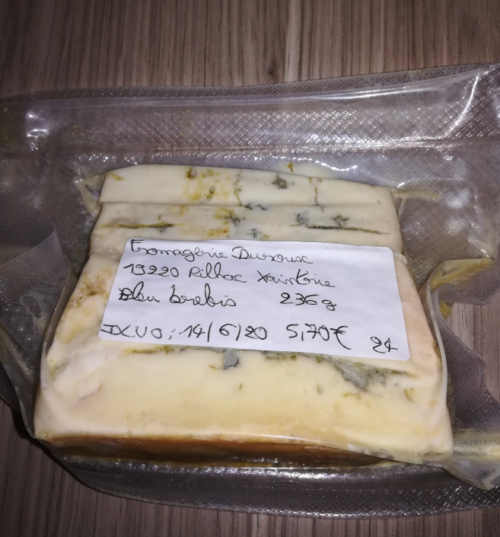 Fromagerie Duroux
19220 Rilhac Xaintrie
Bleu brebis 236g
DLUO: 14/6/20 5,70€ 24